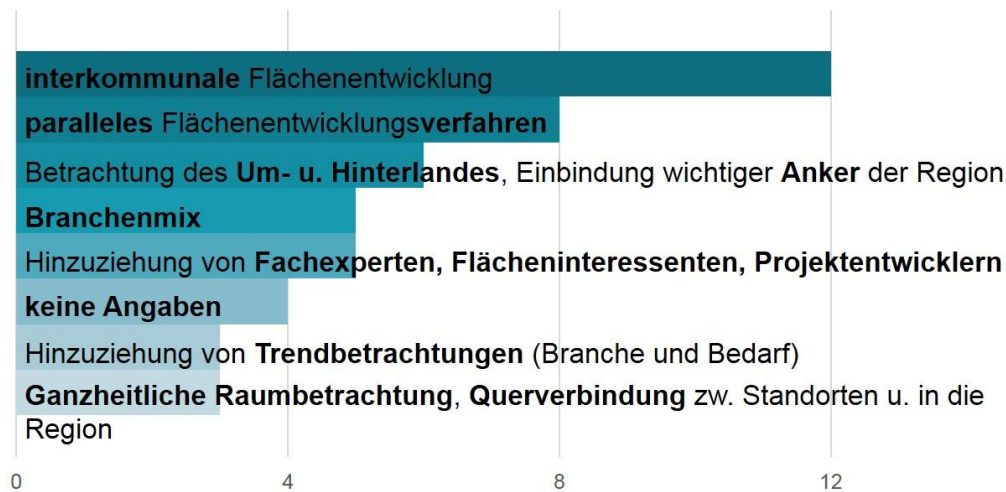 interkommunale Flächenentwicklung
paralleles Flächenentwicklungsverfahren
Betrachtung des Um- u. Hinterlandes, Einbindung wichtiger Anker der Region
Branchenmix
Hinzuziehung von Fachexperten, Flächeninteressenten, Projektentwicklern
keine Angaben
Hinzuziehung von Trendbetrachtungen (Branche und Bedarf)
Ganzheitliche Raumbetrachtung, Querverbindung zw. Standorten u. in die
Region
0 4 8 12